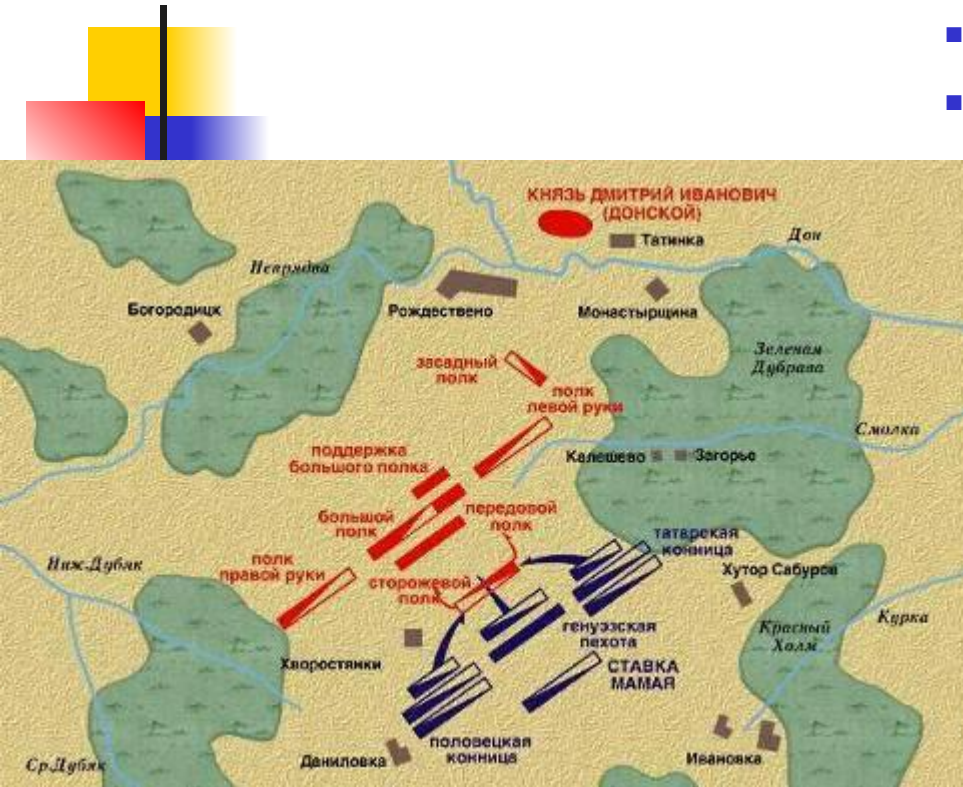 КНЯЗЬ ДМИТРИЙ ИВАНОВИЧ
(ДОНСКОЙ)
Татинка
Дон
Непрядва
Богородицк
Рождествено
Монастырщина
засадный
полк
Зеленая
Дубрава
полк
левой руки
Смолка
поддержка
большого полка
Калешево
Загорье
большой
полк
передовой
полк
татарская
конница
Ниж.Дубяк
полк
правой руки
сторожевой
полк
Хутор Сабуров
Курка
генуэзская
пехота
Красный
Холм
Хворостянки
СТАВКА
МАМАЯ
половецкая
конница
Даниловка
Ивановка
Ср.Дубяк